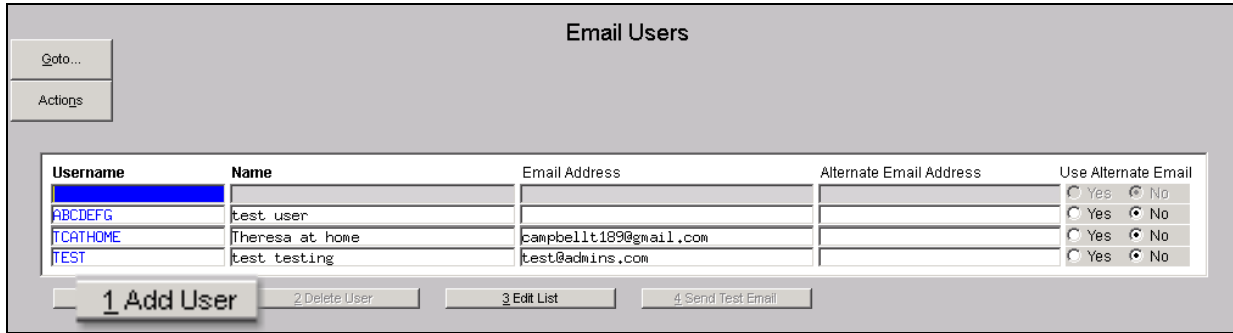 Email Users
Goto...
Actions
Username Name Email Address Alternate Email Address Use Alternate Email
Yes No
ABCDEFG test user Yes No
TCATHOME Theresa at home campbellt189@gmail.com Yes No
TEST test testing test@admins.com Yes No
1 Add User 2 Delete User 3 Edit List 4 Send Test Email